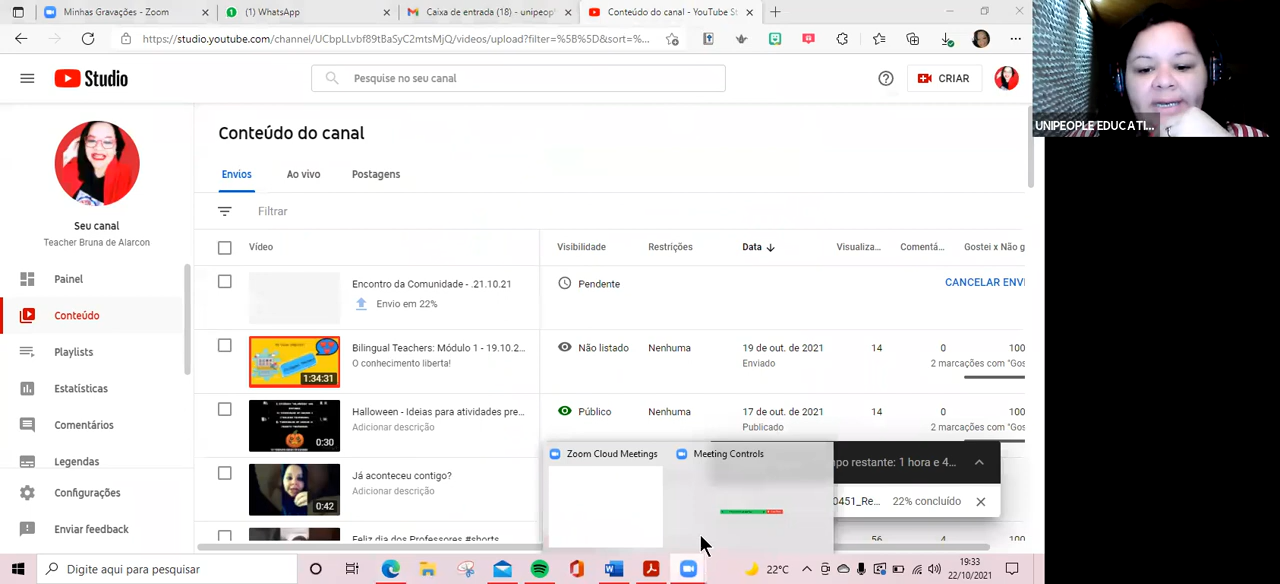 Minhas Gravações - Zoom
WhatsApp
Caixa de entrada (18) - unipeopl
Conteúdo do canal - YouTube St
https://studio.youtube.com/channel/UCbpLLvbf89tBaSyC2mtsMjQ/videos/upload?filter=%5B%5D&sort=%...
Studio
Pesquise no seu canal
CRIAR
UNIPEOPLE EDUCATI...
Conteúdo do canal
Envios
Ao vivo
Postagens
Filtrar
Seu canal
Teacher Bruna de Alarcon
Painel
Conteúdo
Playlists
Estatísticas
Comentários
Legendas
Configurações
Enviar feedback
Vídeo
Visibilidade
Restrições
Data
Visualiza...
Comentá...
Gostei x Não g
Encontro da Comunidade - .21.10.21
Envio em 22%
Pendente
CANCELAR ENVI
Bilingual Teachers: Módulo 1 - 19.10.2...
O conhecimento liberta!
1:34:31
Não listado
Nenhuma
19 de out. de 2021
Enviado
14
0
100
2 marcações com "Gos
Halloween - Ideias para atividades pre...
Adicionar descrição
0:30
Público
Nenhuma
17 de out. de 2021
Publicado
14
0
100
2 marcações com "Gos
Já aconteceu contigo?
Adicionar descrição
0:42
Feliz dia dos Professores #shorts
56
4
100
Zoom Cloud Meetings
Meeting Controls
mpo restante: 1 hora e 4...
0451_Re...
22% concluído
Digite aqui para pesquisar
22°C
19:33
22/10/2021